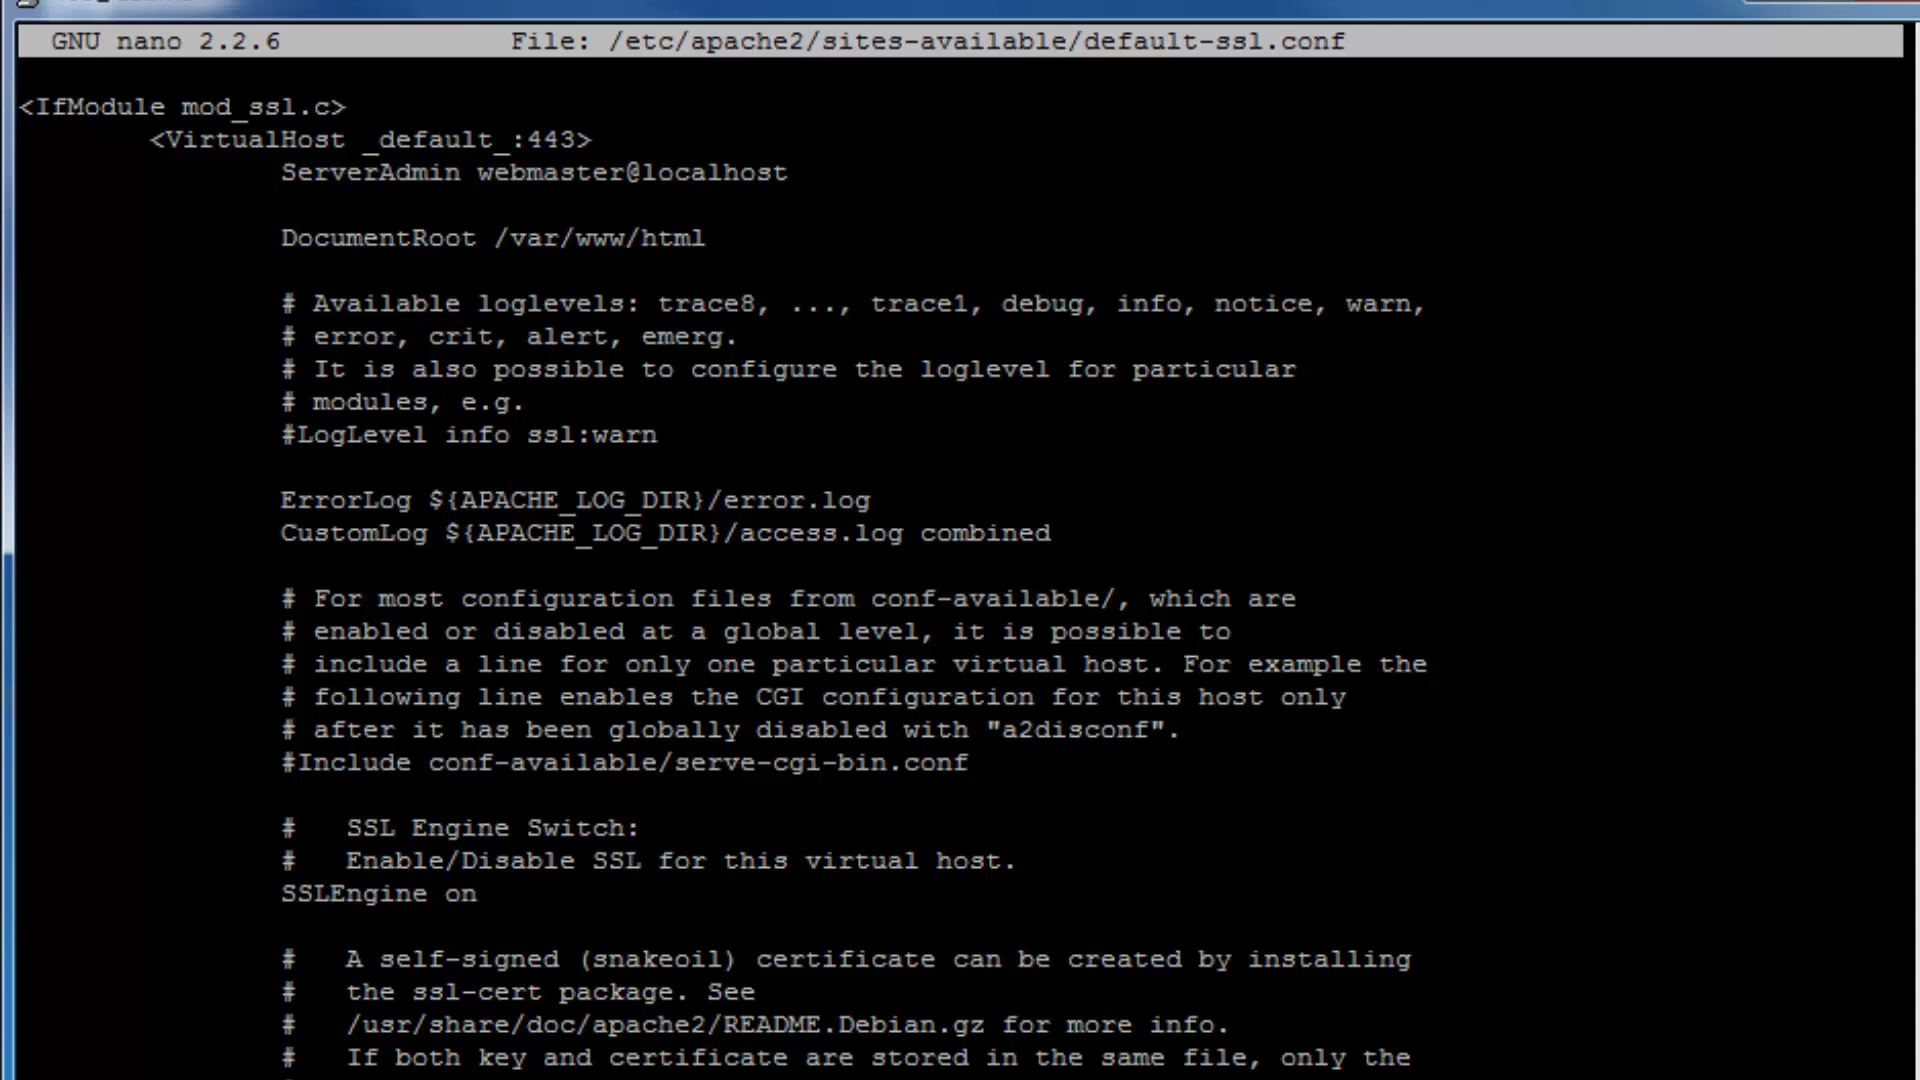 GNU nano 2.2.6 File: /etc/apache2/sites-available/default-ssl.conf
<IfModule mod_ssl.c>
<VirtualHost _default_:443>
ServerAdmin webmaster@localhost
DocumentRoot /var/www/html
# Available loglevels: trace8, ..., trace1, debug, info, notice, warn,
# error, crit, alert, emerg.
# It is also possible to configure the loglevel for particular
# modules, e.g.
#LogLevel info ssl:warn
ErrorLog ${APACHE_LOG_DIR}/error.log
CustomLog ${APACHE_LOG_DIR}/access.log combined
# For most configuration files from conf-available/, which are
# enabled or disabled at a global level, it is possible to
# include a line for only one particular virtual host. For example the
# following line enables the CGI configuration for this host only
# after it has been globally disabled with "a2disconf".
#Include conf-available/serve-cgi-bin.conf
# SSL Engine Switch:
# Enable/Disable SSL for this virtual host.
SSLEngine on
# A self-signed (snakeoil) certificate can be created by installing
# the ssl-cert package. See
# /usr/share/doc/apache2/README.Debian.gz for more info.
# If both key and certificate are stored in the same file, only the